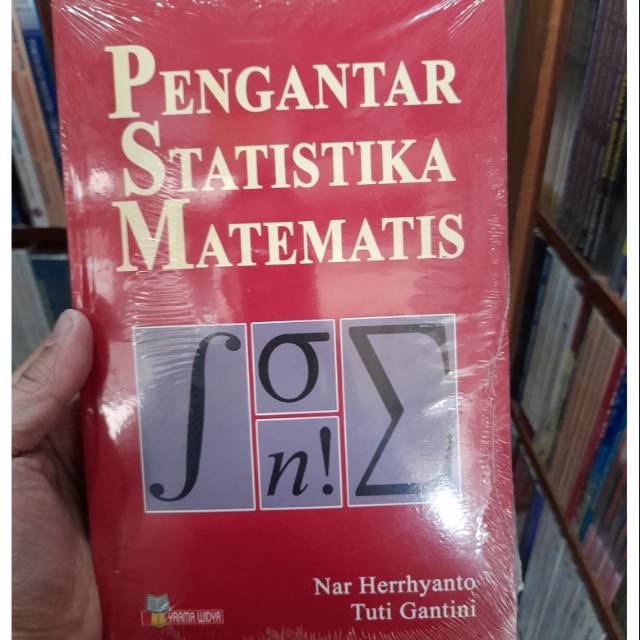 PENGANTAR
STATISTIKA
MATEMATIS
∫ σ Σ
n!
Nar Herrhyanto
Tuti Gantini
YRAMA WIDYA